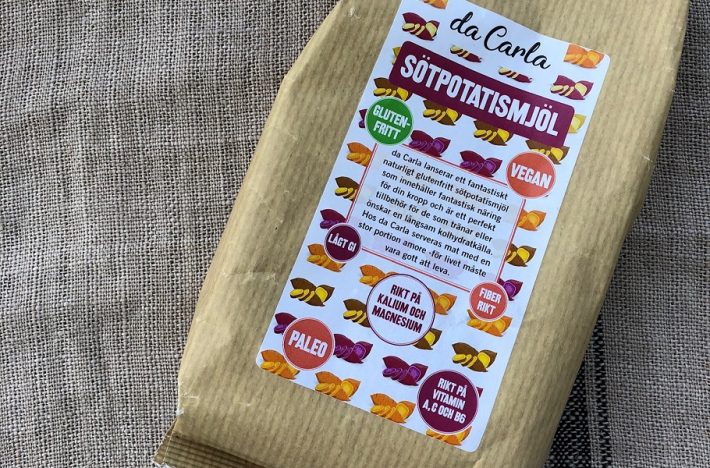 da Carla
SÖTPOTATISMJÖL
GLUTEN-
FRITT
VEGAN
da Carla lanserar ett fantastiskt
naturligt glutenfritt sötpotatismjöl
som innehåller fantastisk näring
för din kropp och är ett perfekt
tillbehör för de som tränar eller
önskar en långsam kolhydratkälla.
Hos da Carla serveras mat med en
stor portion amore -för livet måste
vara gott att leva.
LÅGT GI
FIBER
RIKT
RIKT PÅ
KALIUM OCH
MAGNESIUM
PALEO
RIKT PÅ
VITAMIN
A, C OCH B6